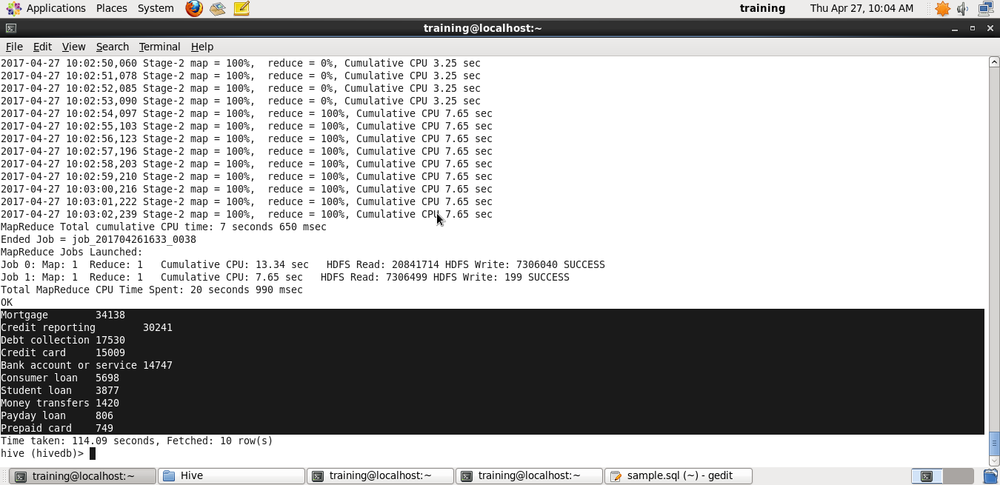 Applications Places System training Thu Apr 27, 10:04 AM
training@localhost:~
File Edit View Search Terminal Help
2017-04-27 10:02:50,060 Stage-2 map = 100%,  reduce = 0%, Cumulative CPU 3.25 sec
2017-04-27 10:02:51,078 Stage-2 map = 100%,  reduce = 0%, Cumulative CPU 3.25 sec
2017-04-27 10:02:52,085 Stage-2 map = 100%,  reduce = 0%, Cumulative CPU 3.25 sec
2017-04-27 10:02:53,090 Stage-2 map = 100%,  reduce = 0%, Cumulative CPU 3.25 sec
2017-04-27 10:02:54,097 Stage-2 map = 100%,  reduce = 100%, Cumulative CPU 7.65 sec
2017-04-27 10:02:55,103 Stage-2 map = 100%,  reduce = 100%, Cumulative CPU 7.65 sec
2017-04-27 10:02:56,123 Stage-2 map = 100%,  reduce = 100%, Cumulative CPU 7.65 sec
2017-04-27 10:02:57,196 Stage-2 map = 100%,  reduce = 100%, Cumulative CPU 7.65 sec
2017-04-27 10:02:58,203 Stage-2 map = 100%,  reduce = 100%, Cumulative CPU 7.65 sec
2017-04-27 10:02:59,210 Stage-2 map = 100%,  reduce = 100%, Cumulative CPU 7.65 sec
2017-04-27 10:03:00,216 Stage-2 map = 100%,  reduce = 100%, Cumulative CPU 7.65 sec
2017-04-27 10:03:01,222 Stage-2 map = 100%,  reduce = 100%, Cumulative CPU 7.65 sec
2017-04-27 10:03:02,239 Stage-2 map = 100%,  reduce = 100%, Cumulative CPU 7.65 sec
MapReduce Total cumulative CPU time: 7 seconds 650 msec
Ended Job = job_201704261633_0038
MapReduce Jobs Launched:
Job 0: Map: 1  Reduce: 1   Cumulative CPU: 13.34 sec   HDFS Read: 20841714 HDFS Write: 7306040 SUCCESS
Job 1: Map: 1  Reduce: 1   Cumulative CPU: 7.65 sec   HDFS Read: 7306499 HDFS Write: 199 SUCCESS
Total MapReduce CPU Time Spent: 20 seconds 990 msec
OK
Mortgage        34138
Credit reporting        30241
Debt collection 17530
Credit card     15009
Bank account or service 14747
Consumer loan   5698
Student loan    3877
Money transfers 1420
Payday loan     806
Prepaid card    749
Time taken: 114.09 seconds, Fetched: 10 row(s)
hive (hivedb)>
training@localhost:~ Hive training@localhost:~ training@localhost:~ sample.sql (~) - gedit